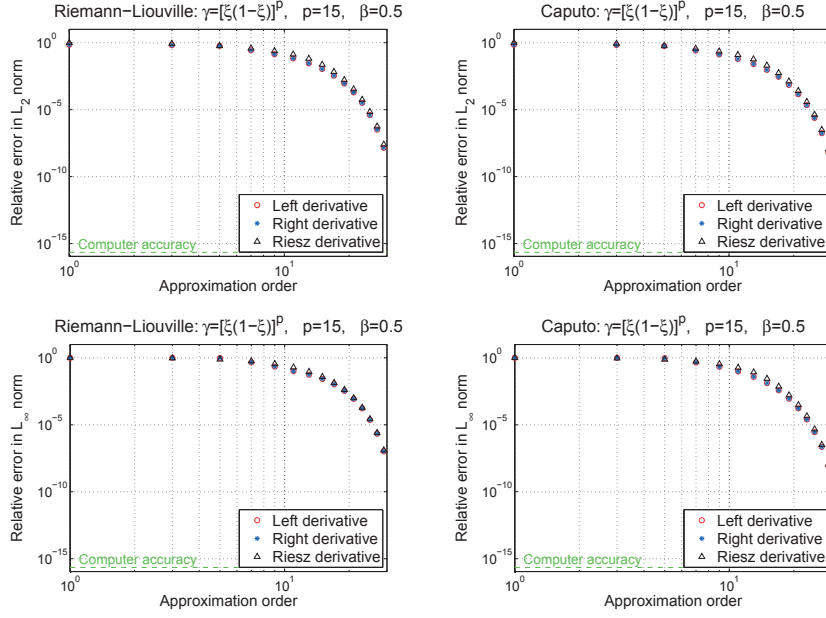 Riemann−Liouville: γ=[ξ(1−ξ)]^p, p=15, β=0.5
Relative error in L_2 norm
10^0
10^−5
10^−10
10^−15
Left derivative
Right derivative
Riesz derivative
Computer accuracy
10^0
10^1
Approximation order
Caputo: γ=[ξ(1−ξ)]^p, p=15, β=0.5
Relative error in L_2 norm
10^0
10^−5
10^−10
10^−15
Left derivative
Right derivative
Riesz derivative
Computer accuracy
10^0
10^1
Approximation order
Riemann−Liouville: γ=[ξ(1−ξ)]^p, p=15, β=0.5
Relative error in L_∞ norm
10^0
10^−5
10^−10
10^−15
Left derivative
Right derivative
Riesz derivative
Computer accuracy
10^0
10^1
Approximation order
Caputo: γ=[ξ(1−ξ)]^p, p=15, β=0.5
Relative error in L_∞ norm
10^0
10^−5
10^−10
10^−15
Left derivative
Right derivative
Riesz derivative
Computer accuracy
10^0
10^1
Approximation order